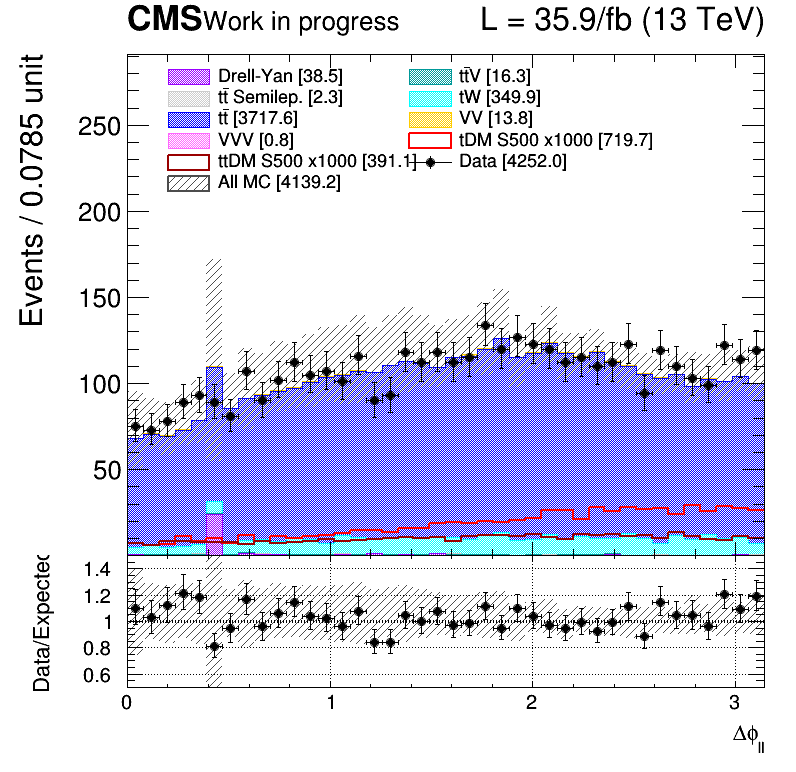 CMS Work in progress L = 35.9/fb (13 TeV)
Events / 0.0785 unit
Drell-Yan [38.5]
tt̄V [16.3]
tt̄ Semilep. [2.3]
tW [349.9]
tt̄ [3717.6]
VV [13.8]
VVV [0.8]
tDM S500 x1000 [719.7]
ttDM S500 x1000 [391.1]
Data [4252.0]
All MC [4139.2]
250
200
150
100
50
Data/Expected
1.4
1.2
1
0.8
0.6
0 1 2 3
Δϕll